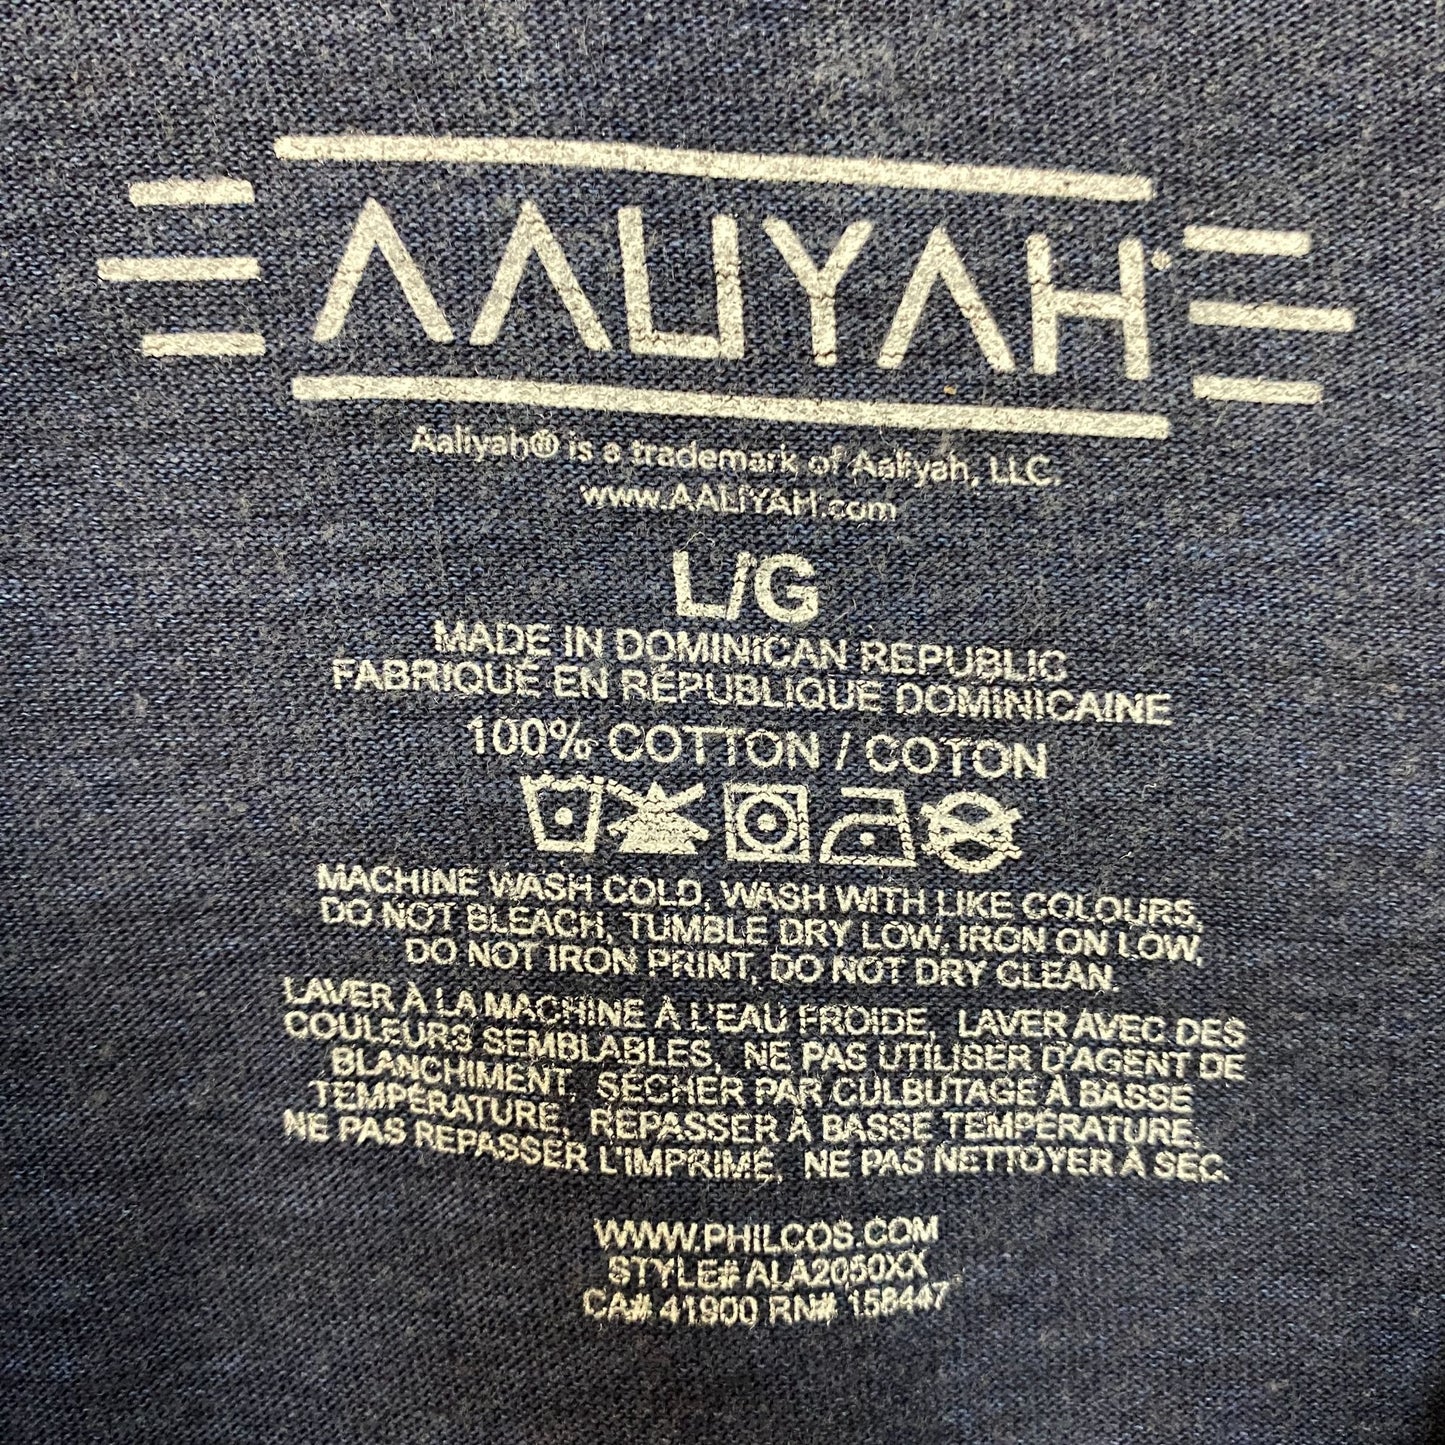 AALIYAH®
Aaliyah® is a trademark of Aaliyah, LLC.
www.AALIYAH.com
L/G
MADE IN DOMINICAN REPUBLIC
FABRIQUÉ EN RÉPUBLIQUE DOMINICAINE
100% COTTON / COTON
MACHINE WASH COLD, WASH WITH LIKE COLOURS,
DO NOT BLEACH, TUMBLE DRY LOW, IRON ON LOW,
DO NOT IRON PRINT, DO NOT DRY CLEAN.
LAVER À LA MACHINE À L'EAU FROIDE, LAVER AVEC DES
COULEURS SEMBLABLES, NE PAS UTILISER D'AGENT DE
BLANCHIMENT, SÉCHER PAR CULBUTAGE À BASSE
TEMPÉRATURE, REPASSER À BASSE TEMPÉRATURE,
NE PAS REPASSER L'IMPRIMÉ, NE PAS NETTOYER À SEC.
WWW.PHILCOS.COM
STYLE# ALA2050XX
CA# 41900 RN# 158447